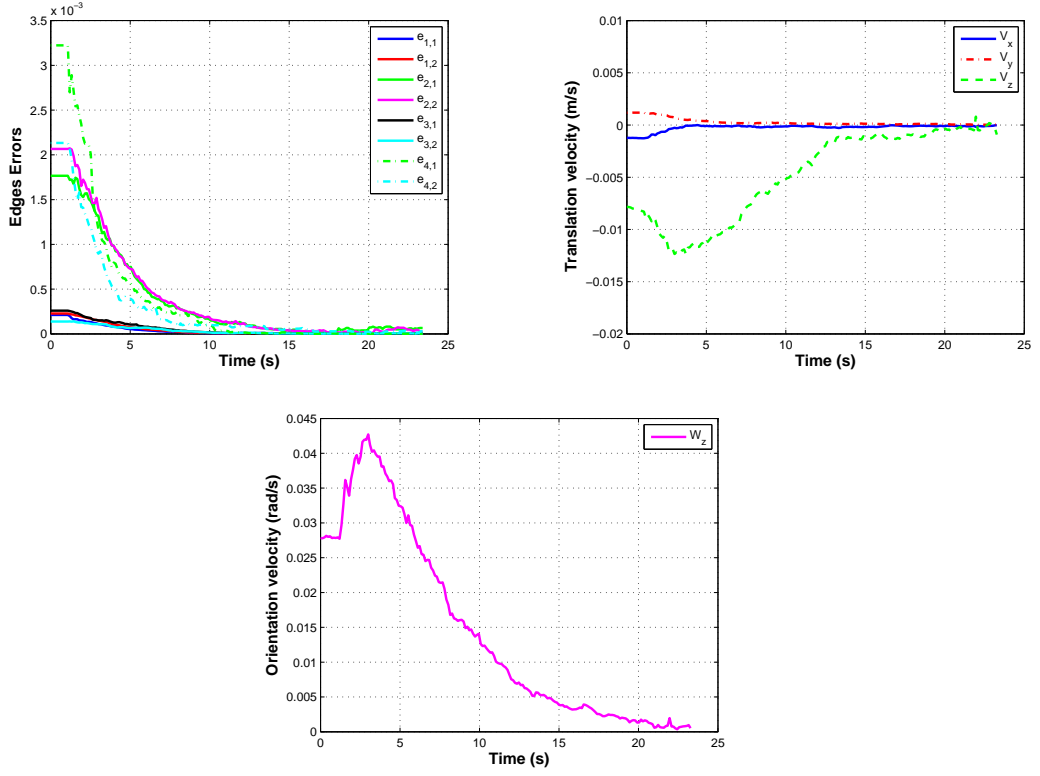 x 10⁻³
3.5
3
2.5
2
1.5
1
0.5
0
0 5 10 15 20 25
Edges Errors
Time (s)
e1,1
e1,2
e2,1
e2,2
e3,1
e3,2
e4,1
e4,2
0.01
0.005
0
−0.005
−0.01
−0.015
−0.02
0 5 10 15 20 25
Translation velocity (m/s)
Time (s)
Vx
Vy
Vz
0.045
0.04
0.035
0.03
0.025
0.02
0.015
0.01
0.005
0
0 5 10 15 20 25
Orientation velocity (rad/s)
Time (s)
Wz